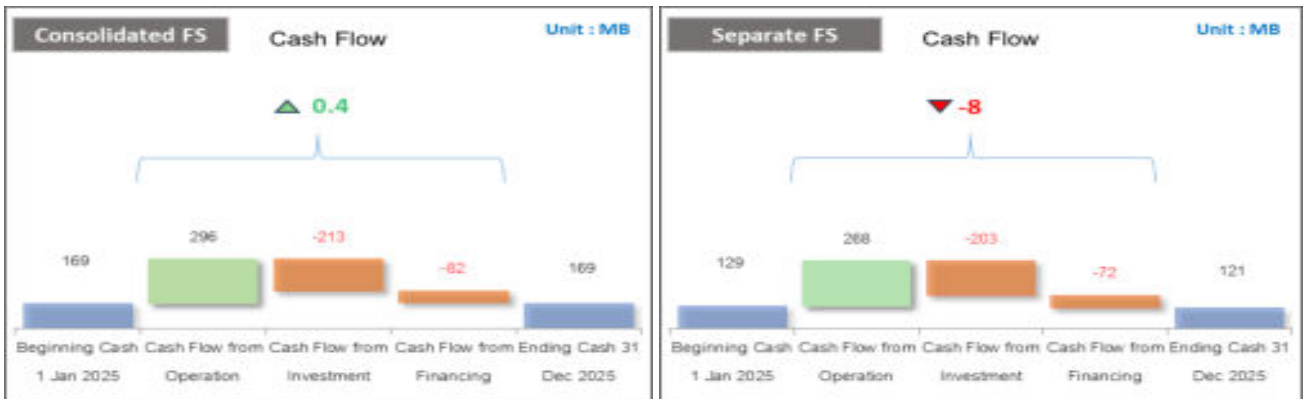 Consolidated FS
Cash Flow
Unit : MB
0.4
169
296
-213
-82
169
Beginning Cash
1 Jan 2025
Cash Flow from
Operation
Cash Flow from
Investment
Cash Flow from
Financing
Ending Cash 31
Dec 2025
Separate FS
Cash Flow
Unit : MB
-8
129
268
-203
-72
121
Beginning Cash
1 Jan 2025
Cash Flow from
Operation
Cash Flow from
Investment
Cash Flow from
Financing
Ending Cash 31
Dec 2025